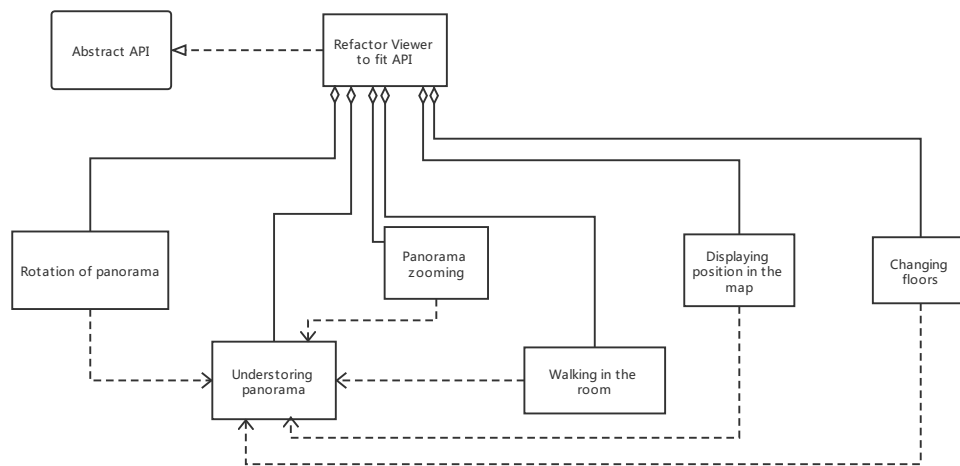 Abstract API
Refactor Viewer
to fit API
Rotation of panorama
Panorama
zooming
Displaying
position in the
map
Changing
floors
Understoring
panorama
Walking in the
room